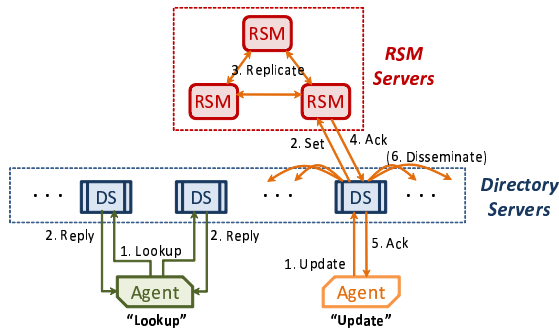 RSM
RSM
Servers
3. Replicate
RSM
RSM
2. Set
4. Ack
(6. Disseminate)
· · ·
DS
DS
· · ·
DS
· · ·
Directory
Servers
2. Reply
1. Lookup
2. Reply
1. Update
5. Ack
Agent
Agent
"Lookup"
"Update"